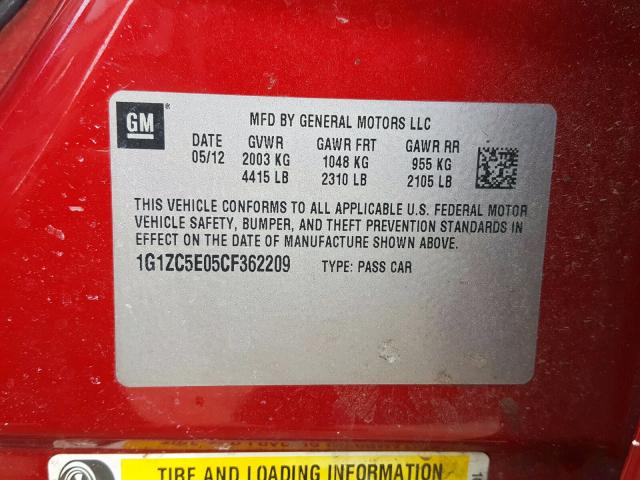 GM
MFD BY GENERAL MOTORS LLC
DATE GVWR GAWR FRT GAWR RR
05/12 2003 KG 1048 KG 955 KG
4415 LB 2310 LB 2105 LB
THIS VEHICLE CONFORMS TO ALL APPLICABLE U.S. FEDERAL MOTOR
VEHICLE SAFETY, BUMPER, AND THEFT PREVENTION STANDARDS IN
EFFECT ON THE DATE OF MANUFACTURE SHOWN ABOVE.
1G1ZC5E05CF362209 TYPE: PASS CAR
TIRE AND LOADING INFORMATION